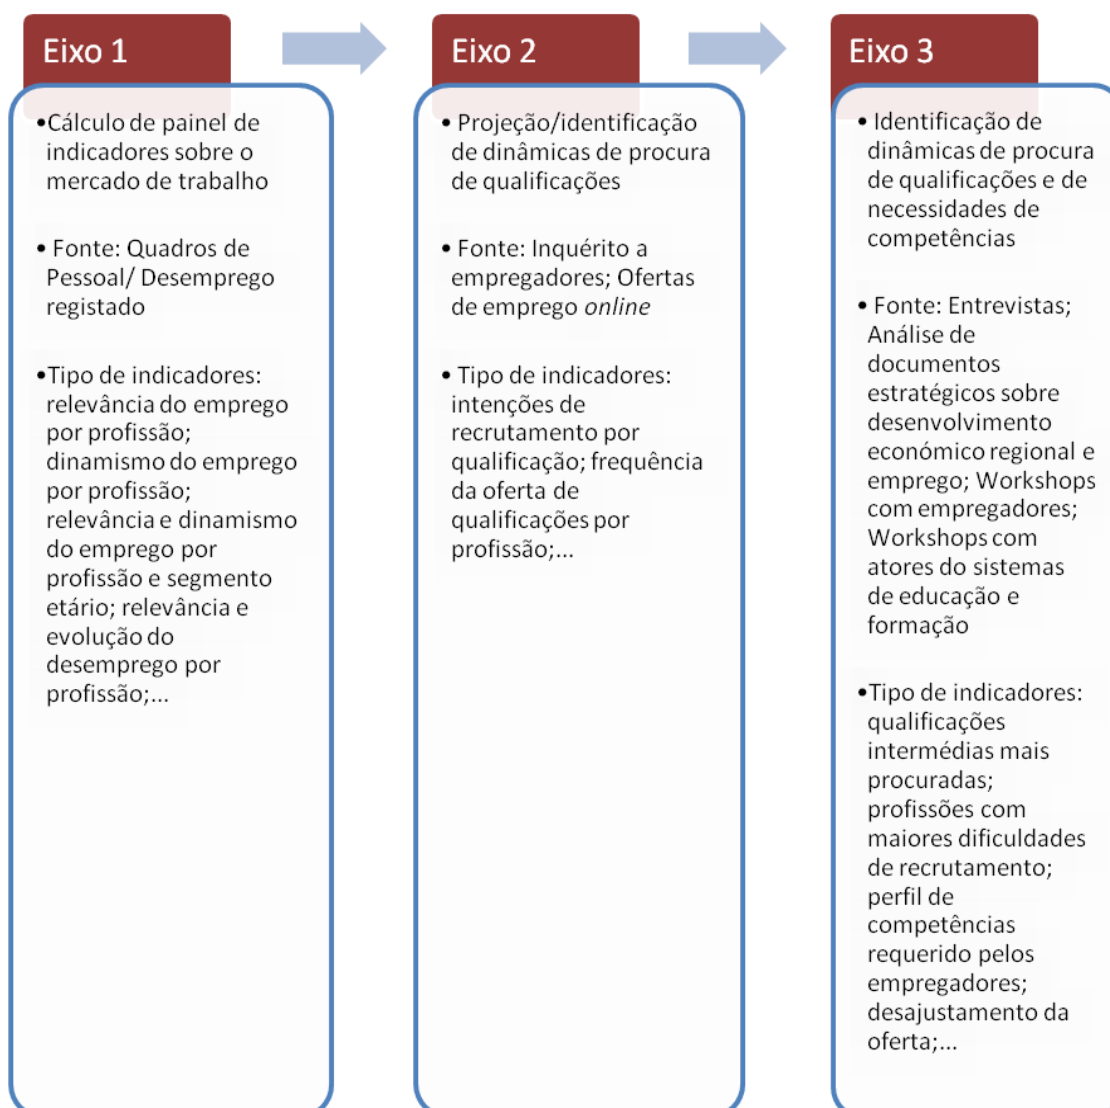 Eixo 1
•Cálculo de painel de
indicadores sobre o
mercado de trabalho
• Fonte: Quadros de
Pessoal/ Desemprego
registado
•Tipo de indicadores:
relevância do emprego
por profissão;
dinamismo do emprego
por profissão;
relevância e dinamismo
do emprego por
profissão e segmento
etário; relevância e
evolução do
desemprego por
profissão;...
Eixo 2
• Projeção/identificação
de dinâmicas de procura
de qualificações
• Fonte: Inquérito a
empregadores; Ofertas
de emprego online
• Tipo de indicadores:
intenções de
recrutamento por
qualificação; frequência
da oferta de
qualificações por
profissão;...
Eixo 3
• Identificação de
dinâmicas de procura
de qualificações e de
necessidades de
competências
• Fonte: Entrevistas;
Análise de
documentos
estratégicos sobre
desenvolvimento
económico regional e
emprego; Workshops
com empregadores;
Workshops com
atores do sistemas
de educação e
formação
•Tipo de indicadores:
qualificações
intermédias mais
procuradas;
profissões com
maiores dificuldades
de recrutamento;
perfil de
competências
requerido pelos
empregadores;
desajustamento da
oferta;...